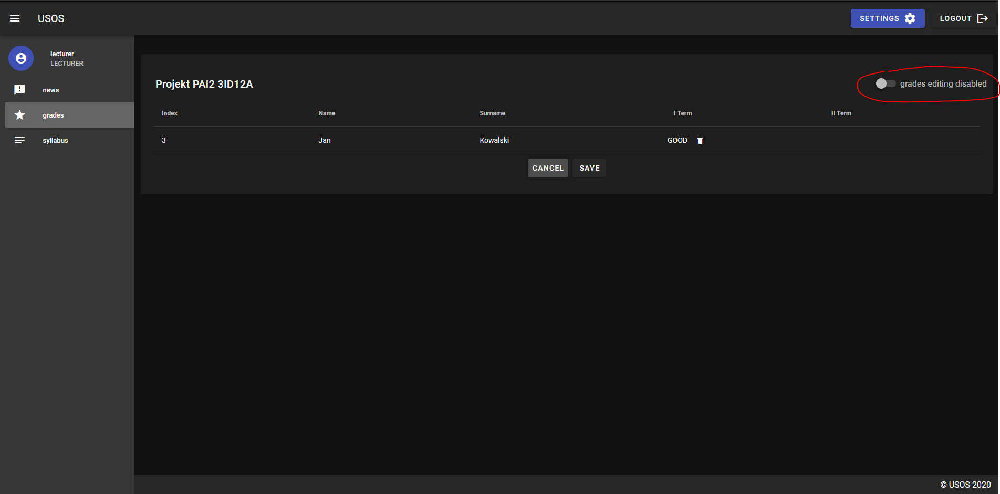 USOS
SETTINGS
LOGOUT
lecturer
LECTURER
news
grades
syllabus
Projekt PAI2 3ID12A
grades editing disabled
Index Name Surname I Term II Term
3 Jan Kowalski GOOD
CANCEL SAVE
© USOS 2020